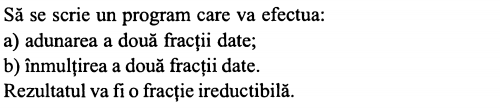 Să se scrie un program care va efectua:
a) adunarea a două fracții date;
b) înmulțirea a două fracții date.
Rezultatul va fi o fracție ireductibilă.